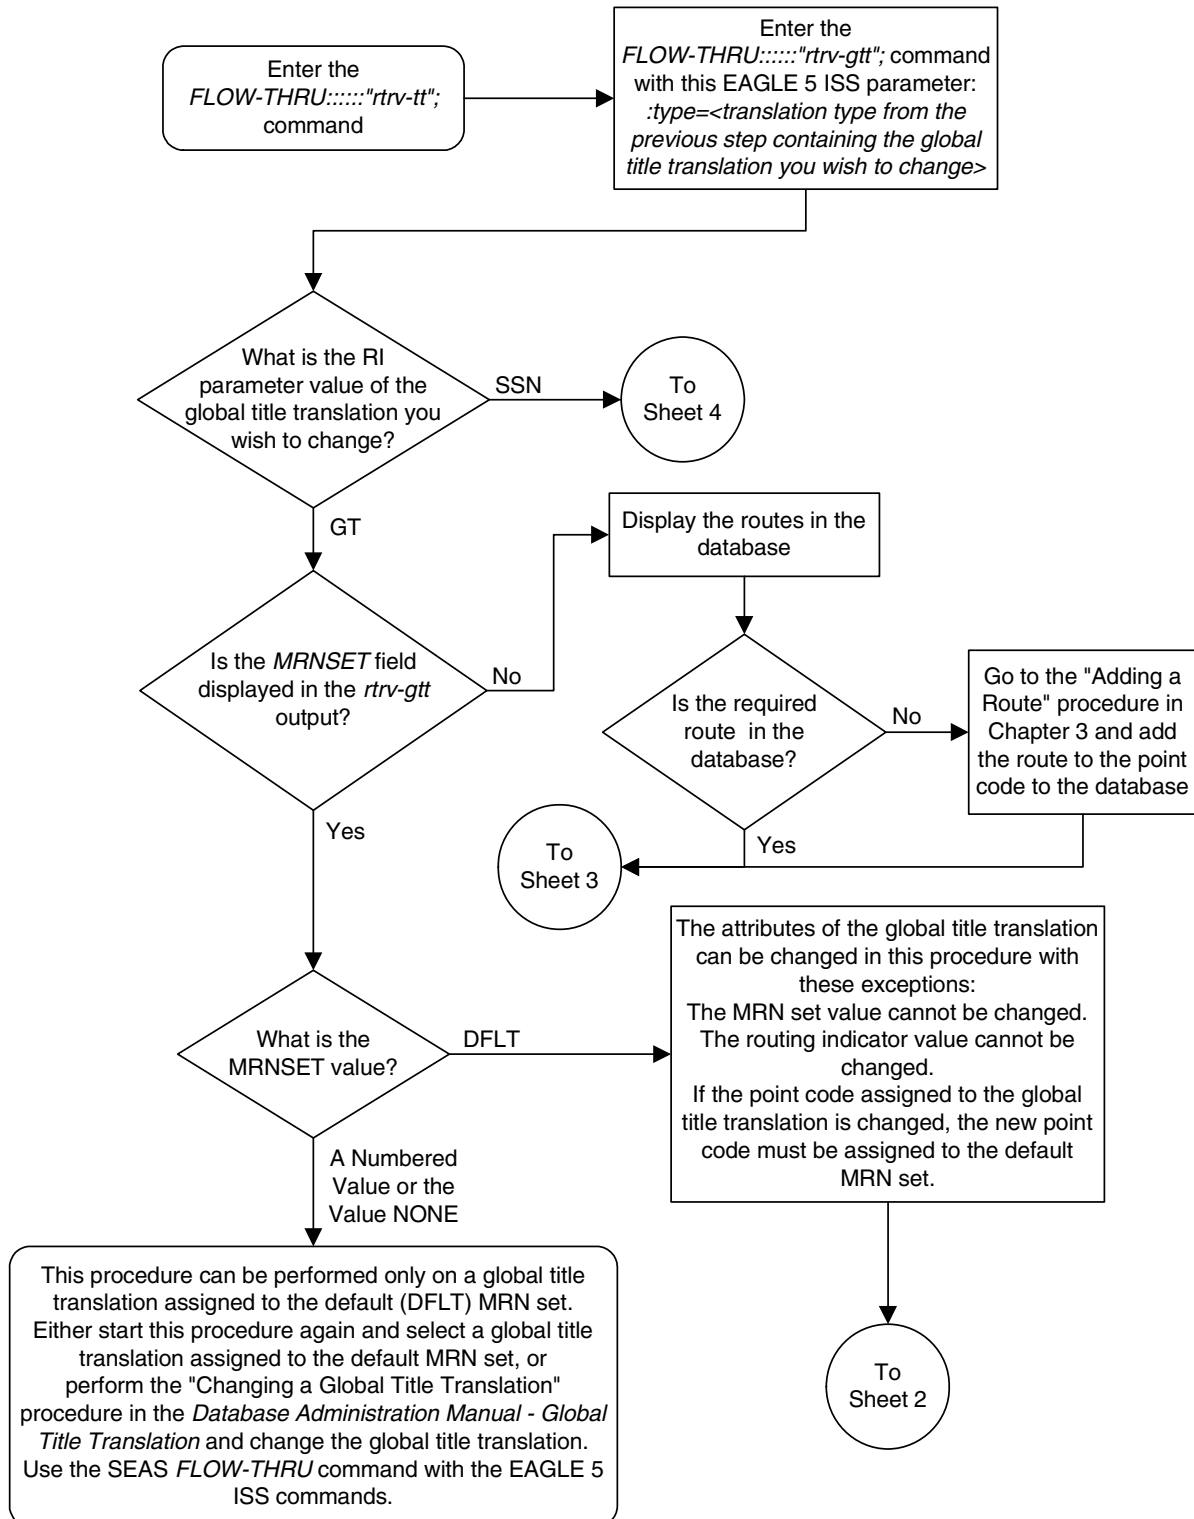 Enter the
FLOW-THRU::::::"rtrv-tt";
command
Enter the
FLOW-THRU::::::"rtrv-gtt"; command
with this EAGLE 5 ISS parameter:
:type=<translation type from the
previous step containing the global
title translation you wish to change>
What is the RI
parameter value of the
global title translation you
wish to change?
SSN
To
Sheet 4
GT
Display the routes in the
database
Is the MRNSET field
displayed in the rtrv-gtt
output?
No
Is the required
route in the
database?
No
Go to the "Adding a
Route" procedure in
Chapter 3 and add
the route to the point
code to the database
Yes
Yes
To
Sheet 3
The attributes of the global title translation
can be changed in this procedure with
these exceptions:
The MRN set value cannot be changed.
The routing indicator value cannot be
changed.
If the point code assigned to the global
title translation is changed, the new point
code must be assigned to the default
MRN set.
What is the
MRNSET value?
DFLT
A Numbered
Value or the
Value NONE
This procedure can be performed only on a global title
translation assigned to the default (DFLT) MRN set.
Either start this procedure again and select a global title
translation assigned to the default MRN set, or
perform the "Changing a Global Title Translation"
procedure in the Database Administration Manual - Global
Title Translation and change the global title translation.
Use the SEAS FLOW-THRU command with the EAGLE 5
ISS commands.
To
Sheet 2